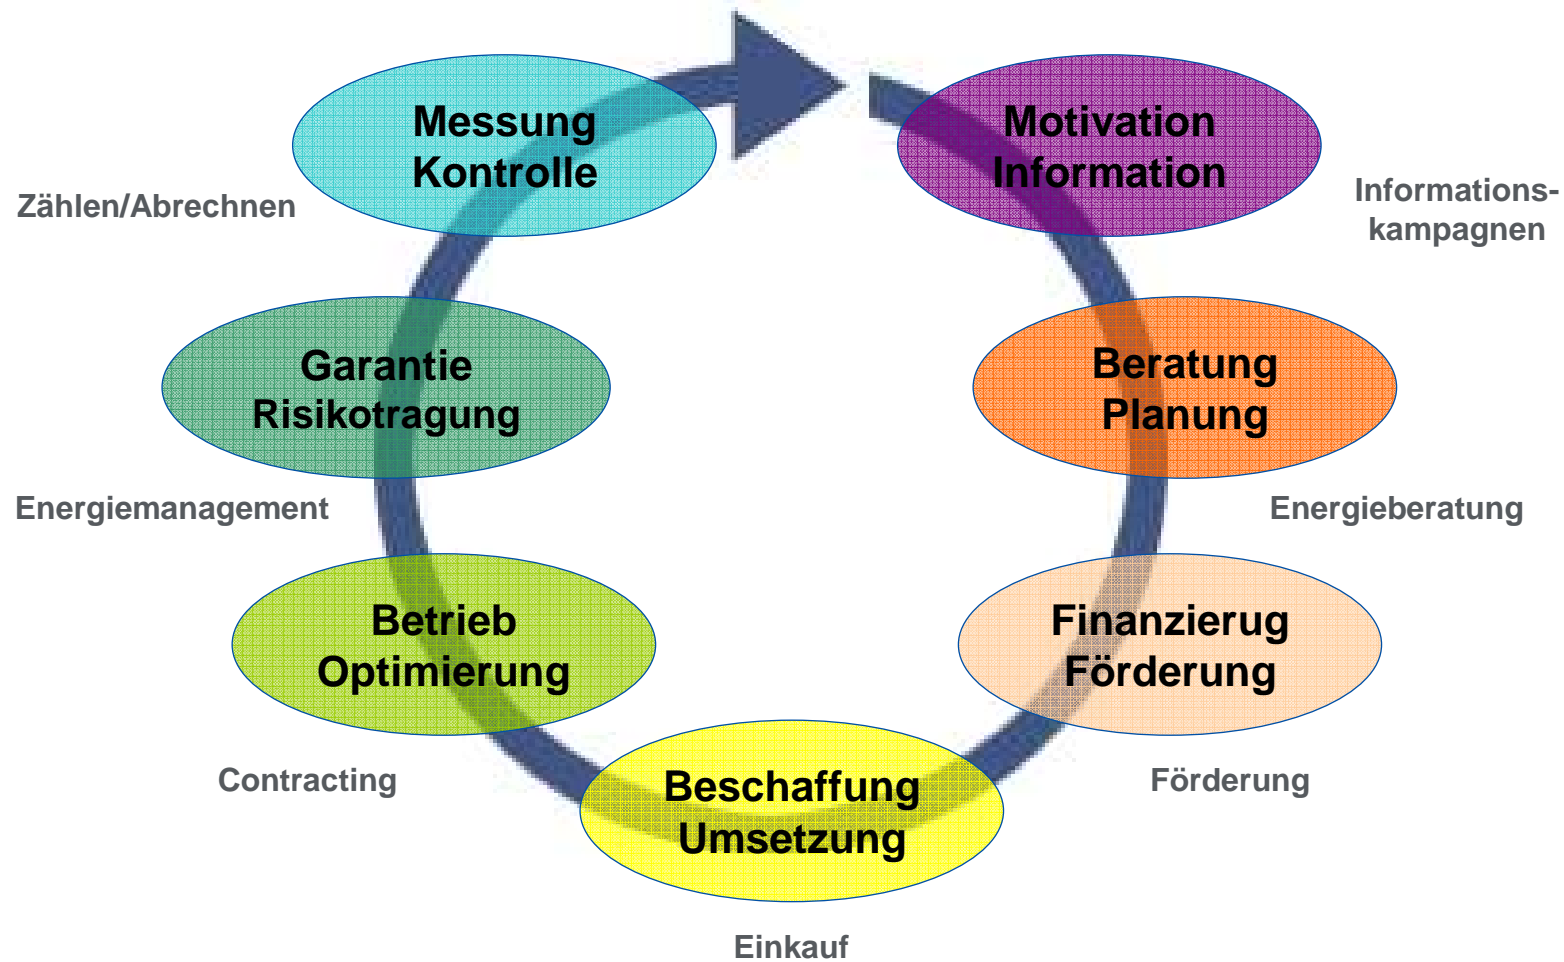 Messung
Kontrolle
Motivation
Information
Zählen/Abrechnen
Informations-
kampagnen
Garantie
Risikotragung
Beratung
Planung
Energiemanagement
Energieberatung
Betrieb
Optimierung
Finanzierug
Förderung
Contracting
Förderung
Beschaffung
Umsetzung
Einkauf